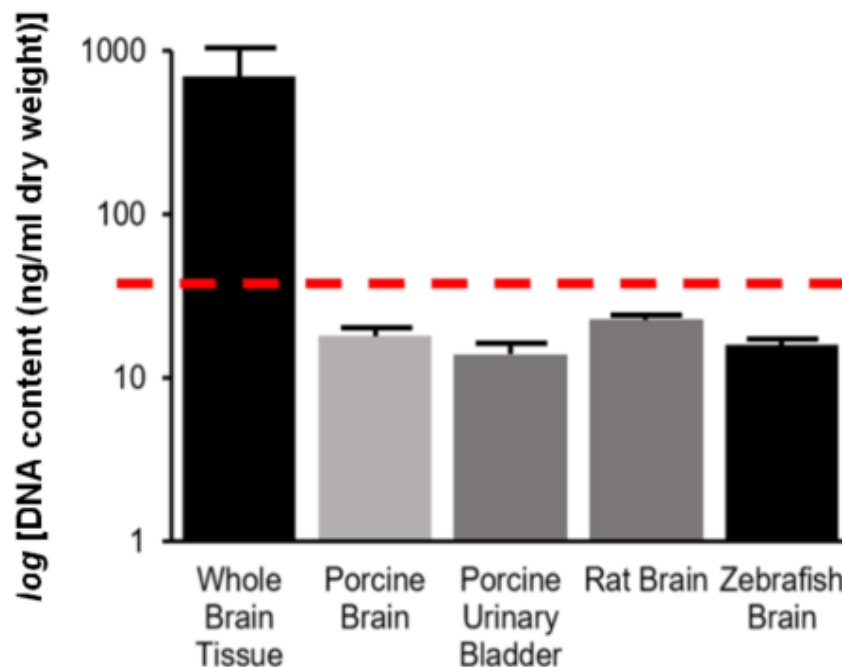 log [DNA content (ng/ml dry weight)]
1000
100
10
1
Whole
Brain
Tissue
Porcine
Brain
Porcine
Urinary
Bladder
Rat Brain
Zebrafish
Brain